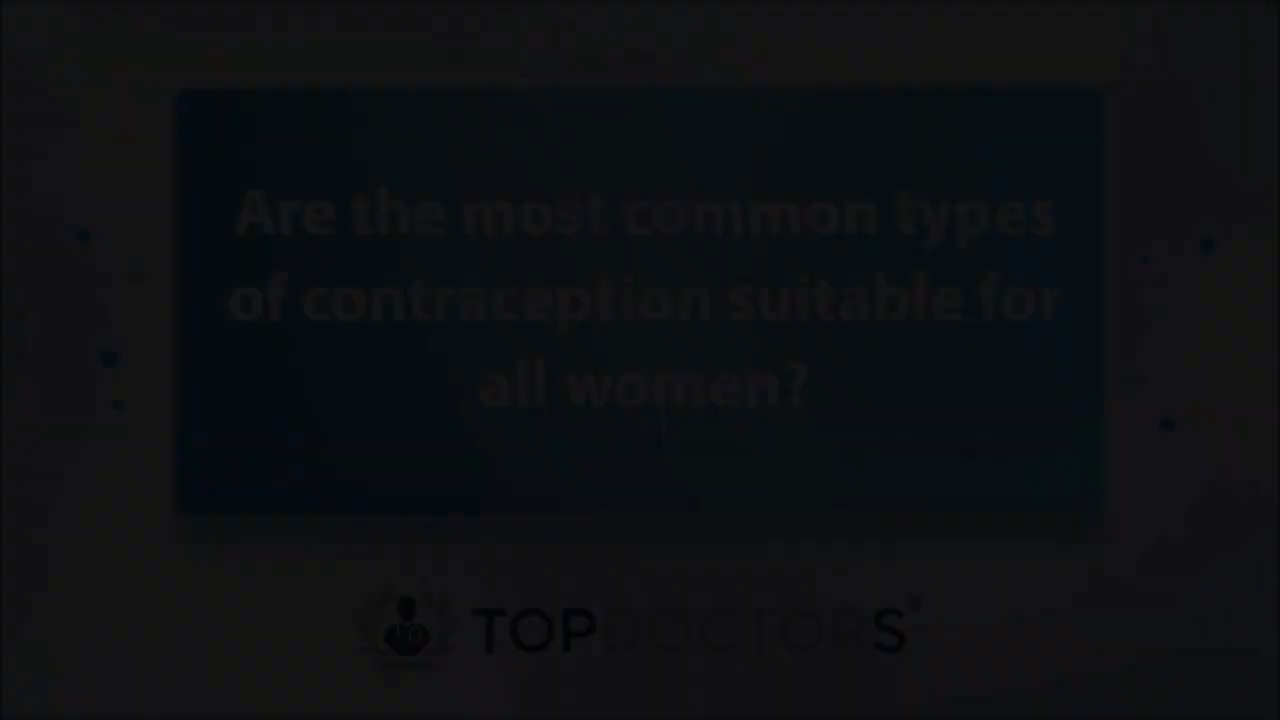 Are the most common types
of contraception suitable for
all women?
TOPDOCTORS